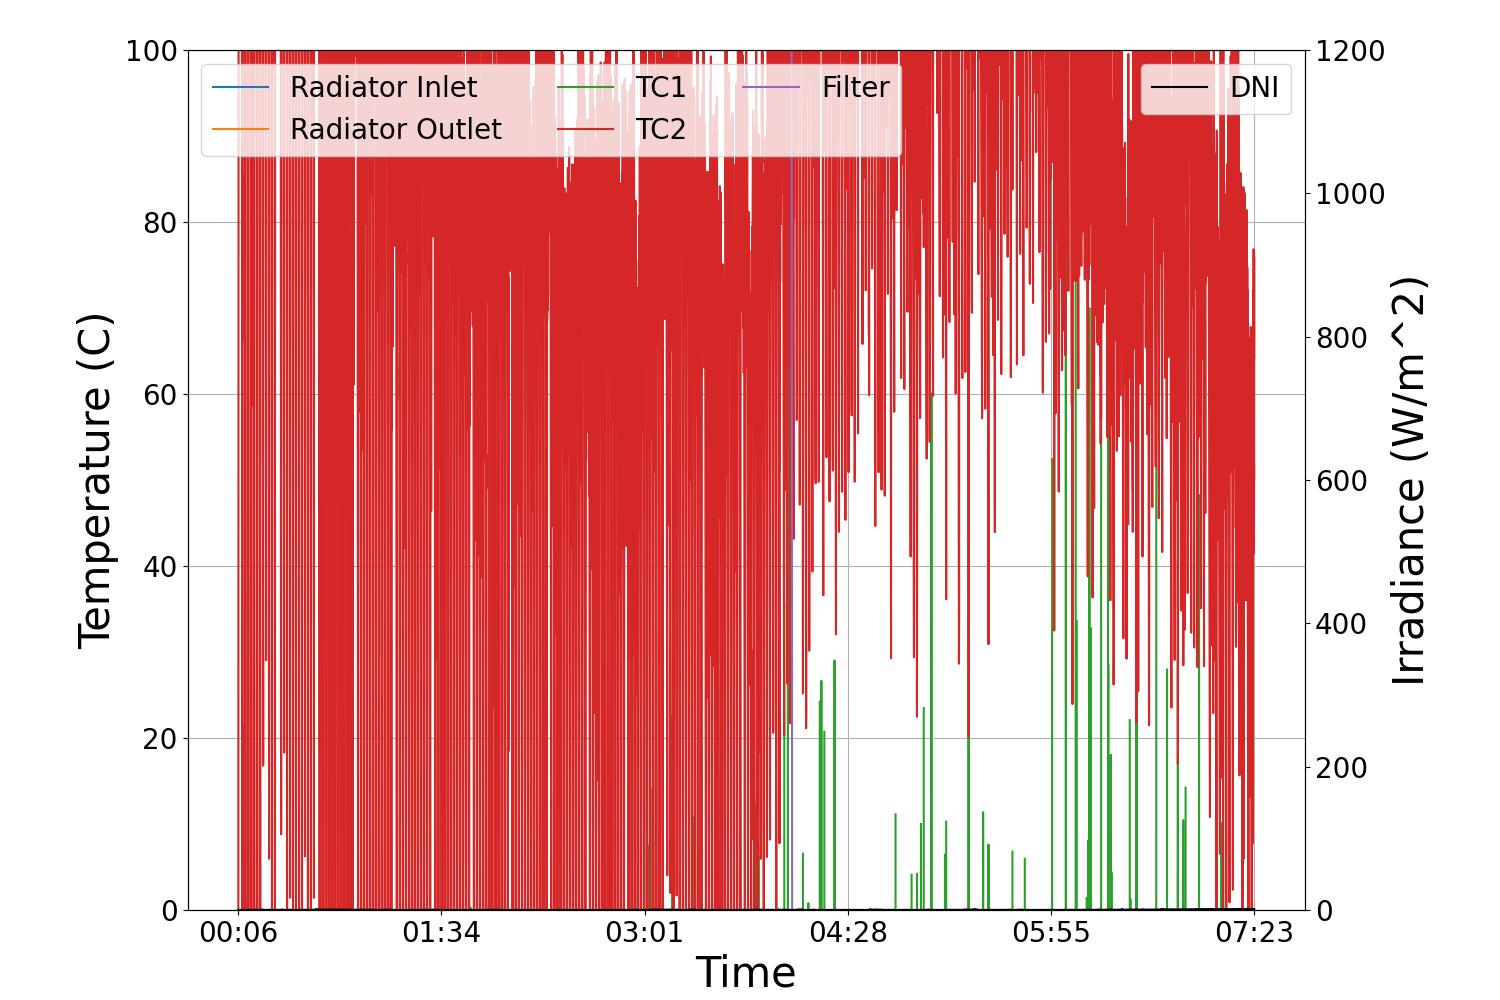 Radiator Inlet
Radiator Outlet
TC1
TC2
Filter
DNI
100
80
60
40
20
0
Temperature (C)
1200
1000
800
600
400
200
0
Irradiance (W/m^2)
00:06 01:34 03:01 04:28 05:55 07:23
Time